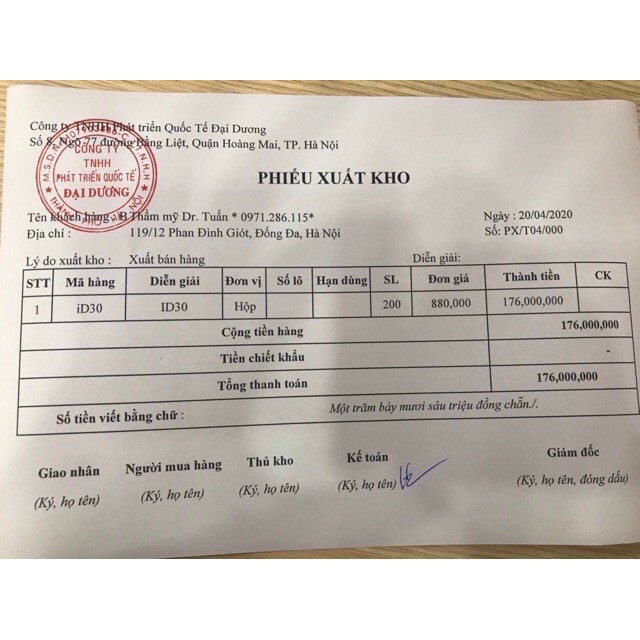 Công ty TNHH Phát triển Quốc Tế Đại Dương
Số 8, Ngõ 77 đường Bằng Liệt, Quận Hoàng Mai, TP. Hà Nội
CÔNG TY
TNHH
PHÁT TRIỂN QUỐC TẾ
ĐẠI DƯƠNG
PHIẾU XUẤT KHO
Tên khách hàng : B Thẩm mỹ Dr. Tuấn * 0971.286.115*
Ngày : 20/04/2020
Địa chỉ : 119/12 Phan Đình Giót, Đống Đa, Hà Nội
Số: PX/T04/000
Lý do xuất kho : Xuất bán hàng Diễn giải:
STT Mã hàng Diễn giải Đơn vị Số lô Hạn dùng SL Đơn giá Thành tiền CK
1 iD30 ID30 Hộp 200 880,000 176,000,000
Cộng tiền hàng 176,000,000
Tiền chiết khấu -
Tổng thanh toán 176,000,000
Số tiền viết bằng chữ : Một trăm bảy mươi sáu triệu đồng chẵn./.
Giao nhân Người mua hàng Thủ kho Kế toán Giám đốc
(Ký, họ tên) (Ký, họ tên) (Ký, họ tên) (Ký, họ tên) (Ký, họ tên, đóng dấu)